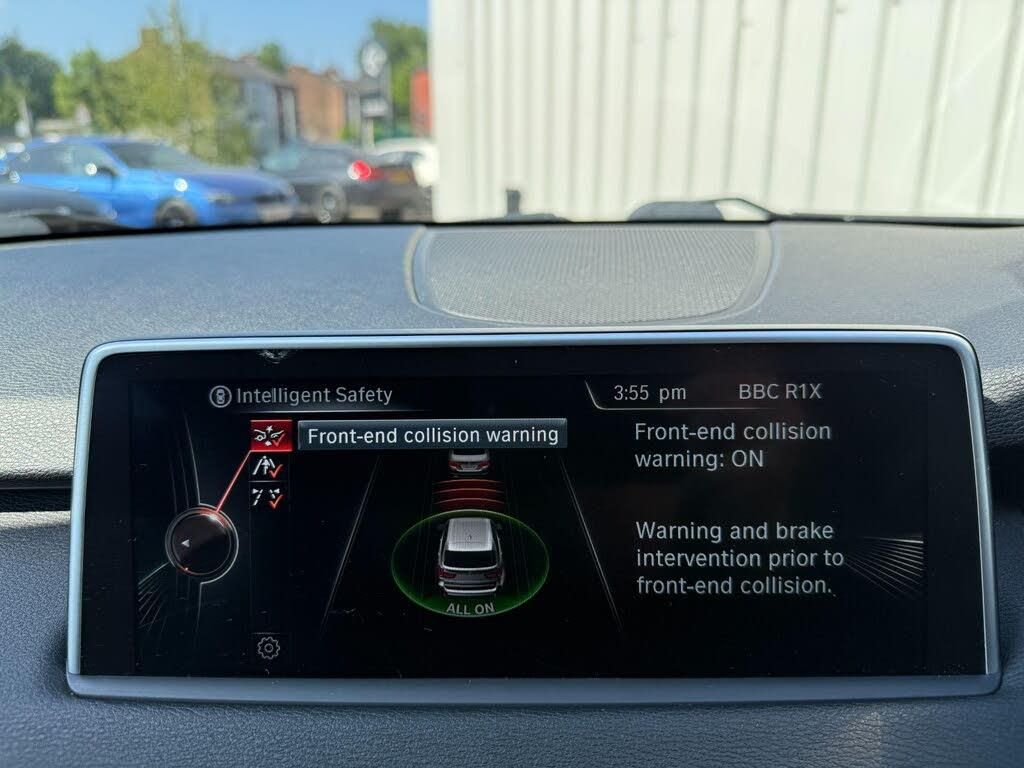 Intelligent Safety
3:55 pm
BBC R1X
Front-end collision warning
Front-end collision
warning: ON
Warning and brake
intervention prior to
front-end collision.
ALL ON